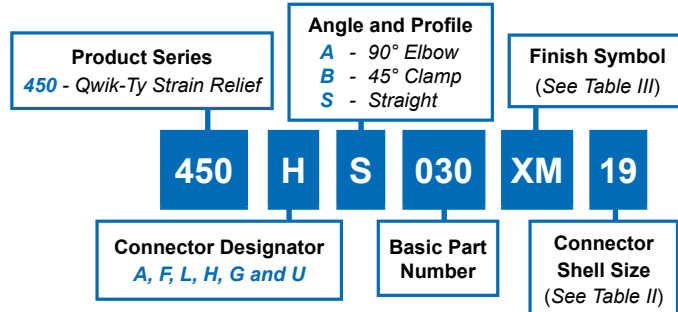 Product Series
450 - Qwik-Ty Strain Relief
Angle and Profile
A - 90° Elbow
B - 45° Clamp
S - Straight
Finish Symbol
(See Table III)
450 H S 030 XM 19
Connector Designator
A, F, L, H, G and U
Basic Part
Number
Connector
Shell Size
(See Table II)